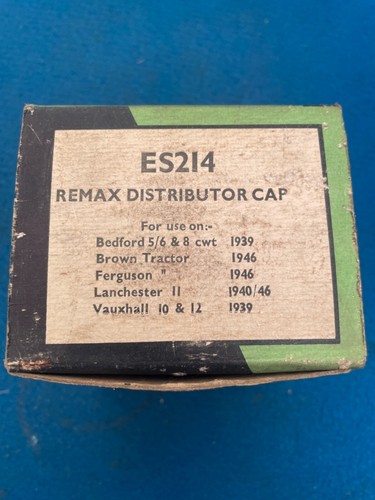 ES214
REMAX DISTRIBUTOR CAP
For use on:-
Bedford 5/6 & 8 cwt 1939
Brown Tractor 1946
Ferguson " 1946
Lanchester 11 1940/46
Vauxhall 10 & 12 1939